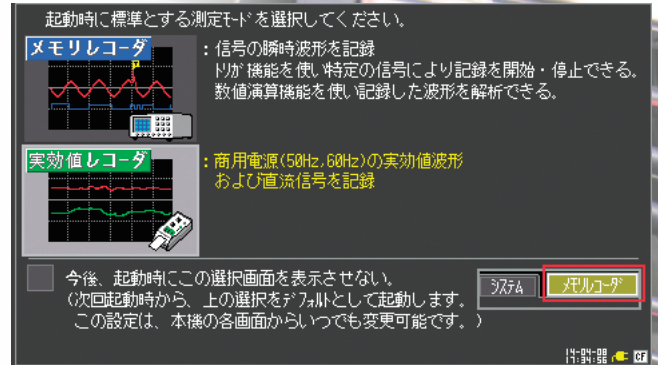 起動時に標準とする測定ﾓｰﾄﾞを選択してください。
メモリレコーダ
：信号の瞬時波形を記録
ﾄﾘｶﾞ機能を使い特定の信号により記録を開始・停止できる。
数値演算機能を使い記録した波形を解析できる。
実効値レコーダ
：商用電源(50Hz,60Hz)の実効値波形
および直流信号を記録
今後、起動時にこの選択画面を表示させない。
(次回起動時から、上の選択をﾃﾞﾌｫﾙﾄとして起動します。
この設定は、本機の各画面からいつでも変更可能です。)
ｼｽﾃﾑ
ﾒﾓﾘﾚｺｰﾀﾞ
14-04-08
17:34:56
CF